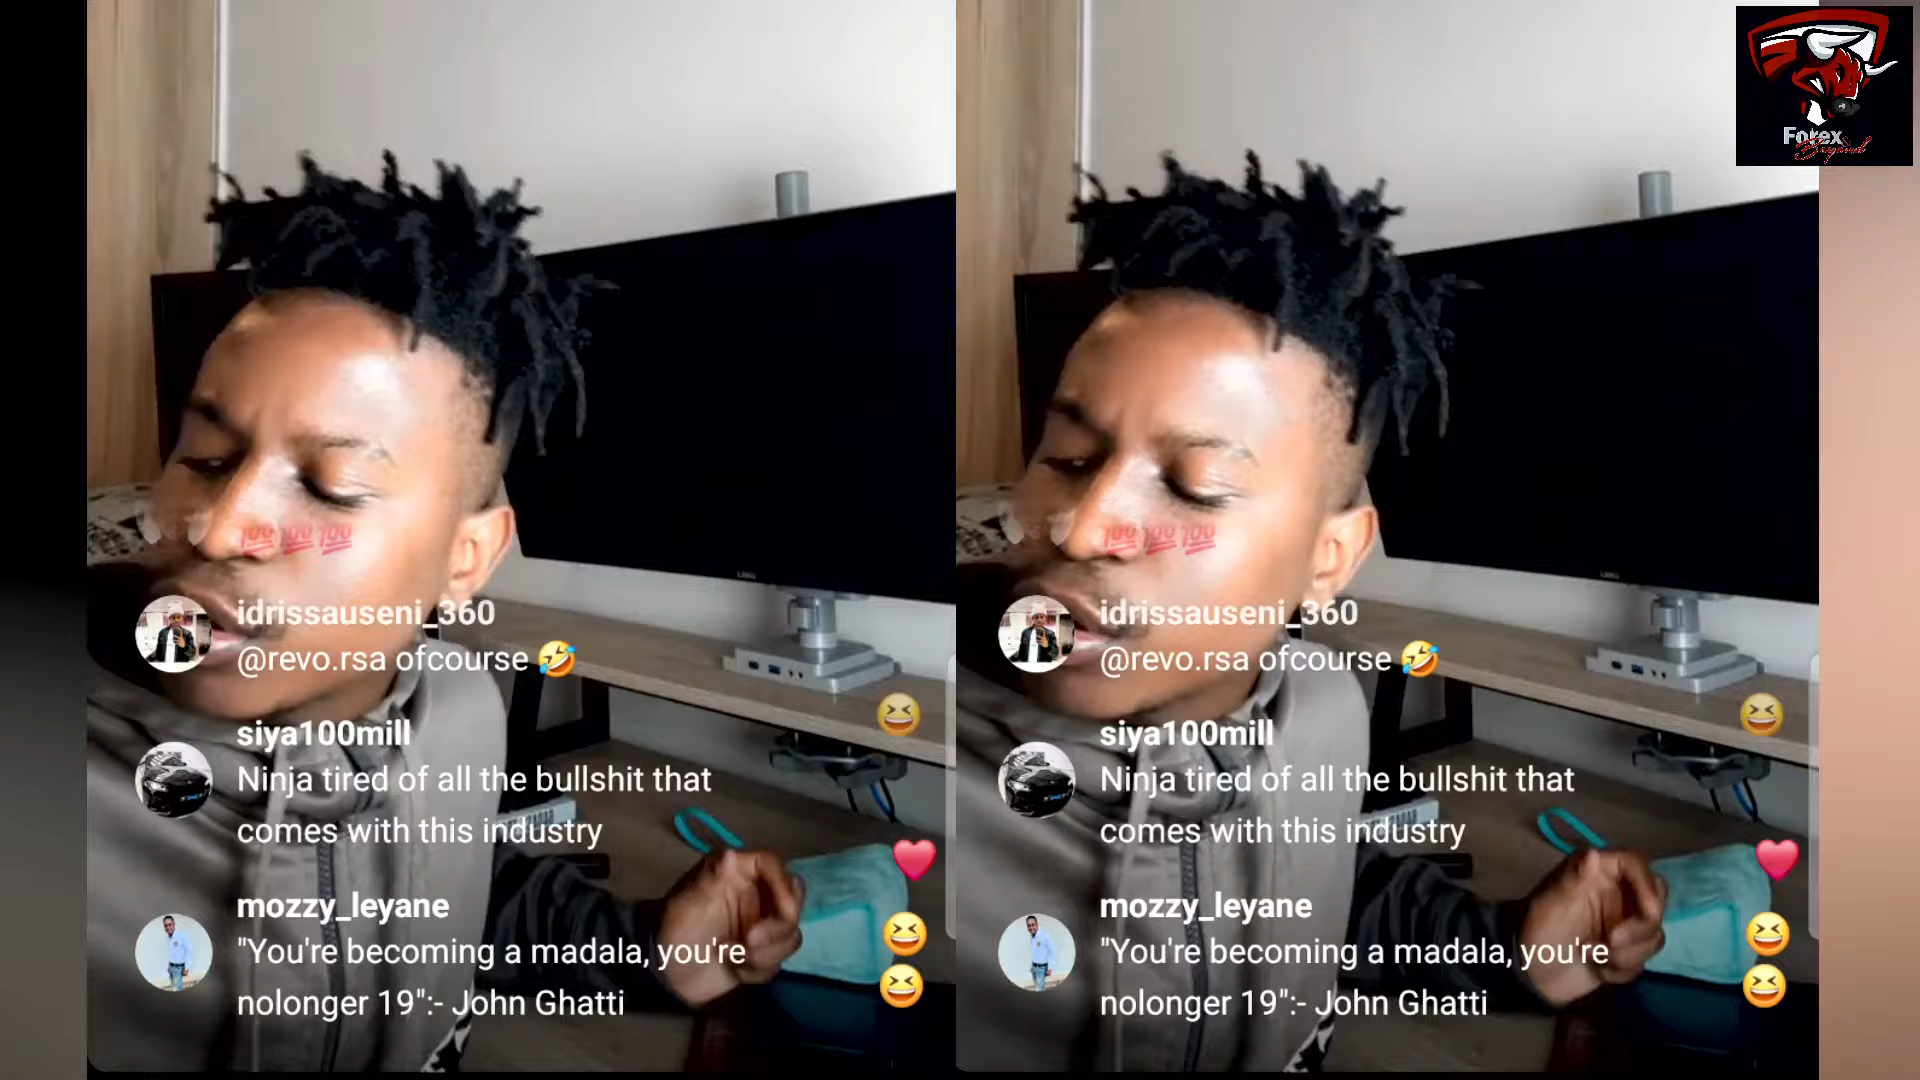 Forex
Beyond
💯💯💯
idrissauseni_360
@revo.rsa ofcourse 🤣
siya100mill
Ninja tired of all the bullshit that
comes with this industry
mozzy_leyane
"You're becoming a madala, you're
nolonger 19":- John Ghatti
💯💯💯
idrissauseni_360
@revo.rsa ofcourse 🤣
siya100mill
Ninja tired of all the bullshit that
comes with this industry
mozzy_leyane
"You're becoming a madala, you're
nolonger 19":- John Ghatti